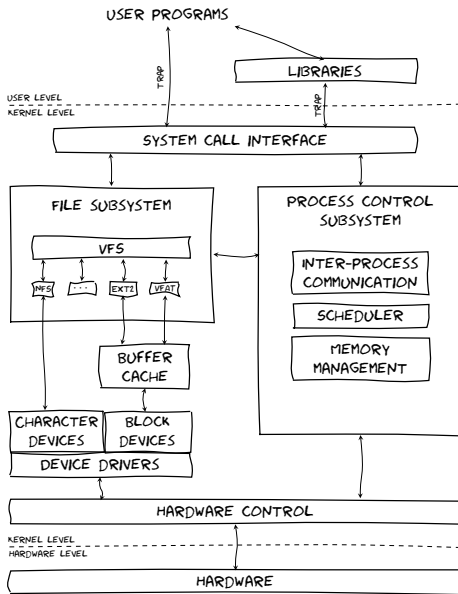 USER PROGRAMS
TRAP
LIBRARIES
TRAP
USER LEVEL
KERNEL LEVEL
SYSTEM CALL INTERFACE
FILE SUBSYSTEM
VFS
NFS
...
EXT2
VFAT
PROCESS CONTROL
SUBSYSTEM
INTER-PROCESS
COMMUNICATION
SCHEDULER
MEMORY
MANAGEMENT
BUFFER
CACHE
CHARACTER
DEVICES
BLOCK
DEVICES
DEVICE DRIVERS
HARDWARE CONTROL
KERNEL LEVEL
HARDWARE LEVEL
HARDWARE